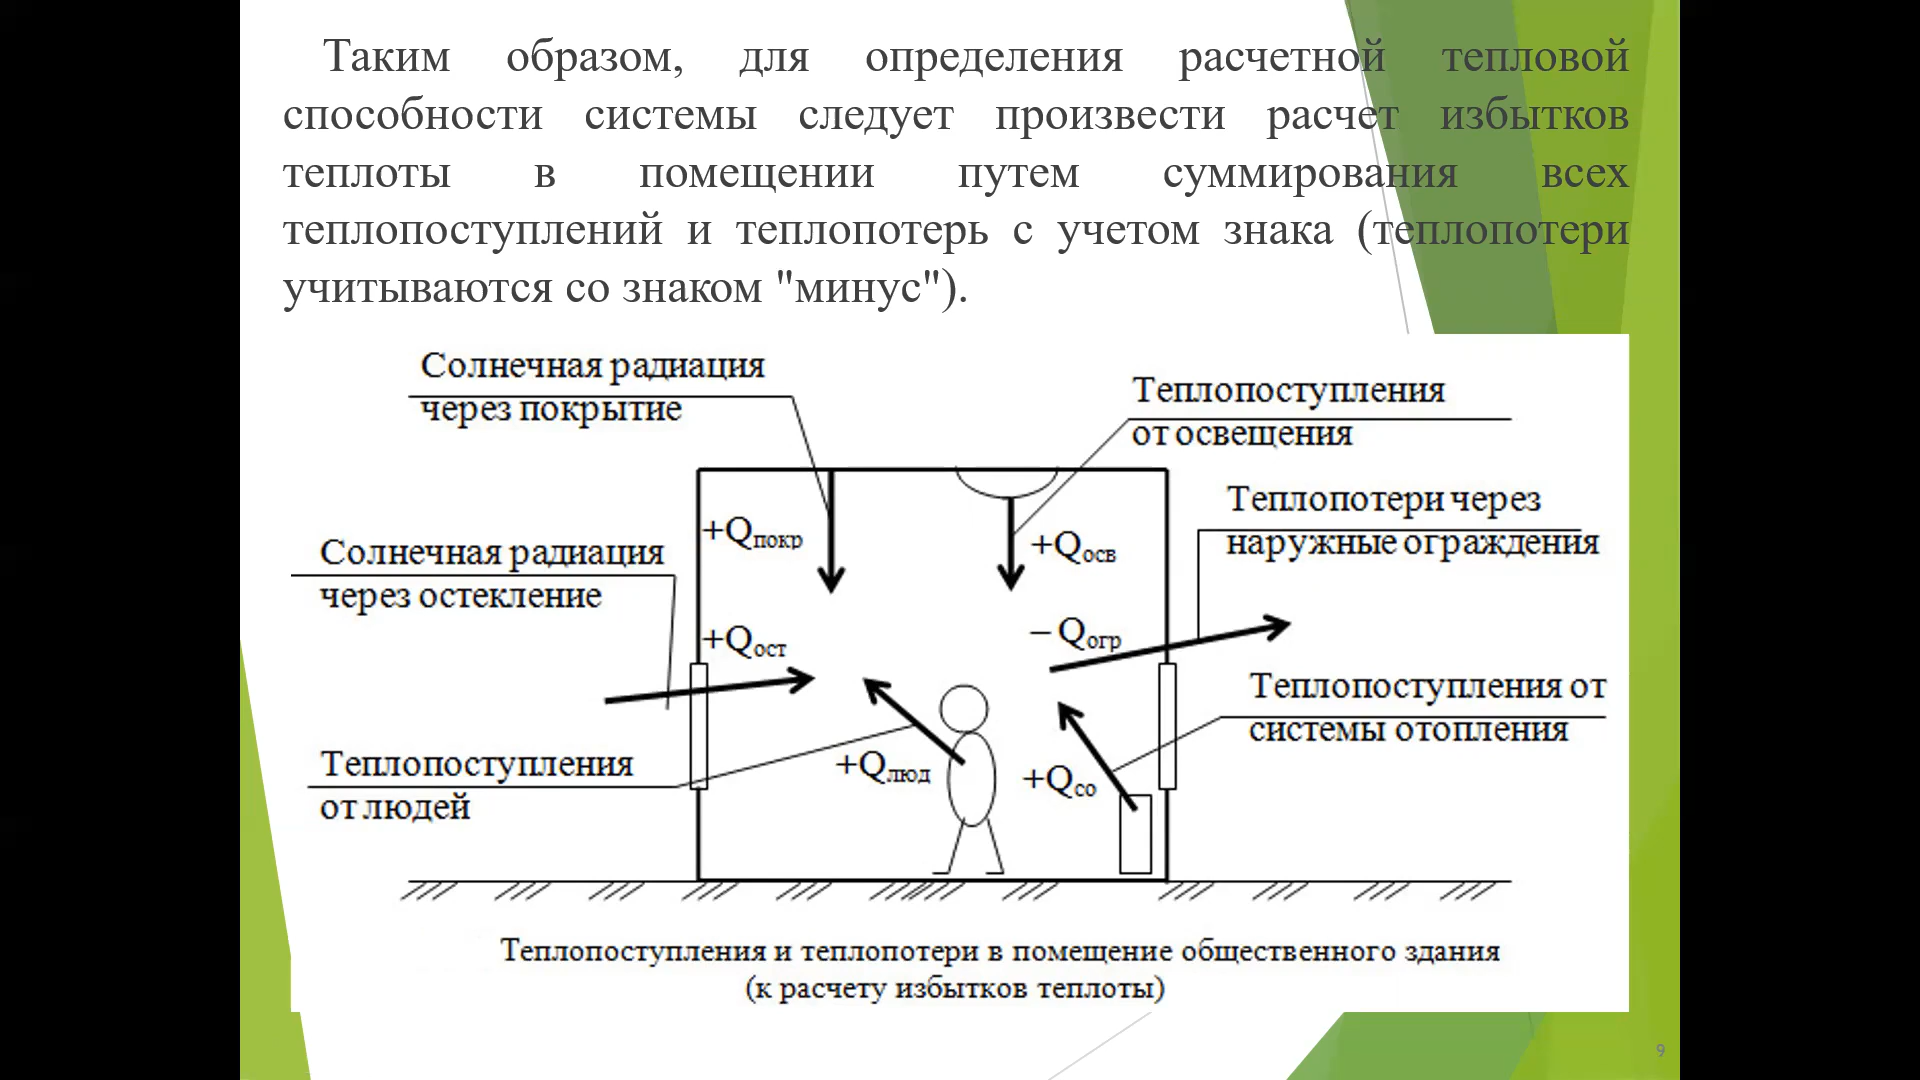 Таким образом, для определения расчетной тепловой
способности системы следует произвести расчет избытков
теплоты в помещении путем суммирования всех
теплопоступлений и теплопотерь с учетом знака (теплопотери
учитываются со знаком "минус").
Солнечная радиация
через покрытие
Теплопоступления
от освещения
Теплопотери через
наружные ограждения
+Qпокр
+Qосв
Солнечная радиация
через остекление
+Qост
– Qогр
Теплопоступления от
системы отопления
Теплопоступления
от людей
+Qлюд
+Qсо
Теплопоступления и теплопотери в помещение общественного здания
(к расчету избытков теплоты)
9